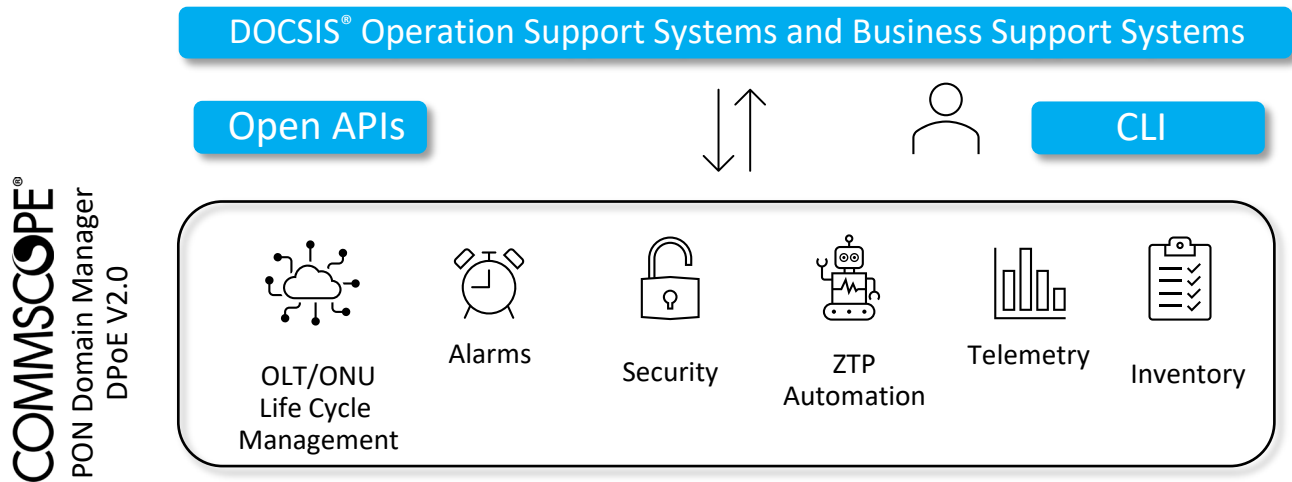 DOCSIS® Operation Support Systems and Business Support Systems
Open APIs
CLI
COMMSCOPE®
PON Domain Manager
DPoE V2.0
OLT/ONU
Life Cycle
Management
Alarms
Security
ZTP
Automation
Telemetry
Inventory